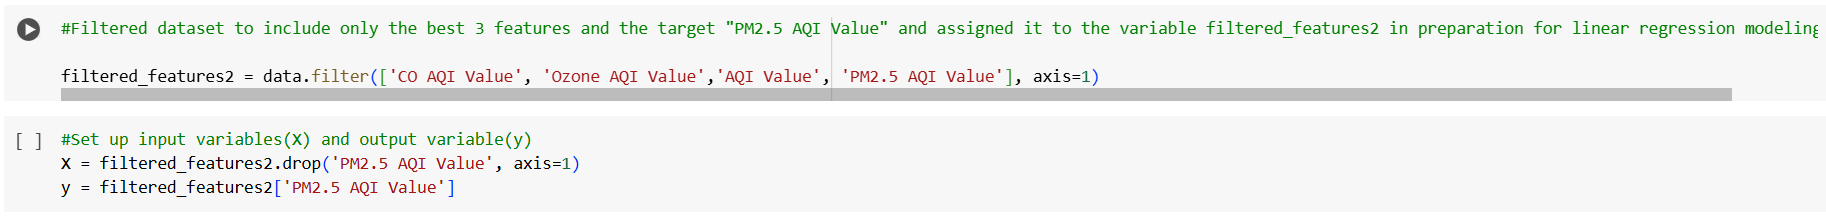 #Filtered dataset to include only the best 3 features and the target "PM2.5 AQI Value" and assigned it to the variable filtered_features2 in preparation for linear regression modeling
filtered_features2 = data.filter(['CO AQI Value', 'Ozone AQI Value','AQI Value', 'PM2.5 AQI Value'], axis=1)
[ ] #Set up input variables(X) and output variable(y)
X = filtered_features2.drop('PM2.5 AQI Value', axis=1)
y = filtered_features2['PM2.5 AQI Value']